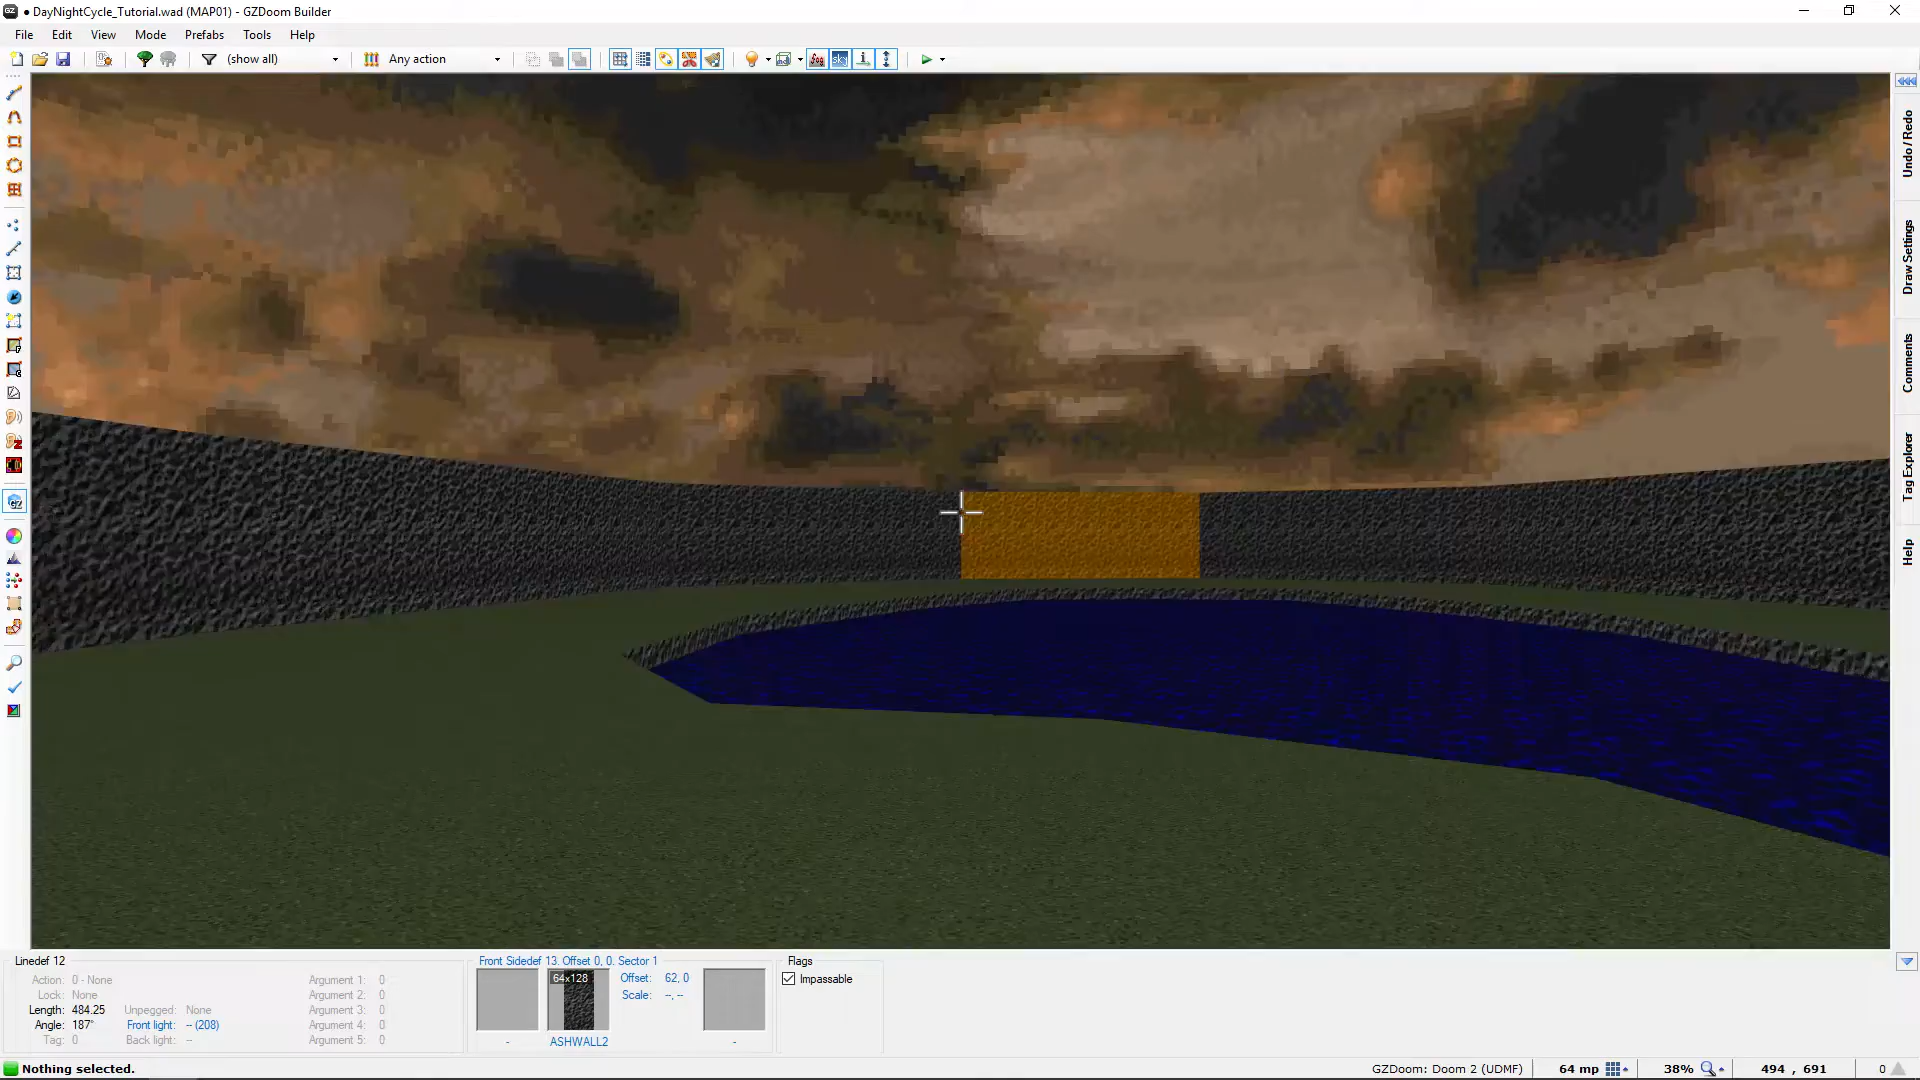 ● DayNightCycle_Tutorial.wad (MAP01) - GZDoom Builder
File Edit View Mode Prefabs Tools Help
(show all) Any action
Undo / Redo
Draw Settings
Comments
Tag Explorer
Help
Linedef 12
Action: 0 - None
Lock: None
Length: 484.25
Angle: 187°
Tag: 0
Unpegged: None
Front light: -- (208)
Back light: --
Argument 1: 0
Argument 2: 0
Argument 3: 0
Argument 4: 0
Argument 5: 0
Front Sidedef 13. Offset 0, 0. Sector 1
64x128
Offset: 62, 0
Scale: --, --
- ASHWALL2 -
Flags
Impassable
Nothing selected.
GZDoom: Doom 2 (UDMF) 64 mp 38% 494 , 691 0